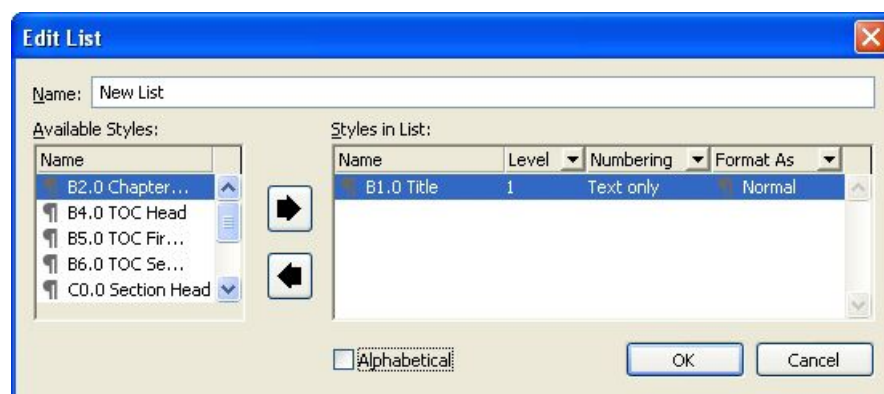 Edit List
Name: New List
Available Styles:
Styles in List:
Name
Name Level Numbering Format As
B2.0 Chapter...
B4.0 TOC Head
B5.0 TOC Fir...
B6.0 TOC Se...
C0.0 Section Head
B1.0 Title 1 Text only Normal
Alphabetical
OK
Cancel